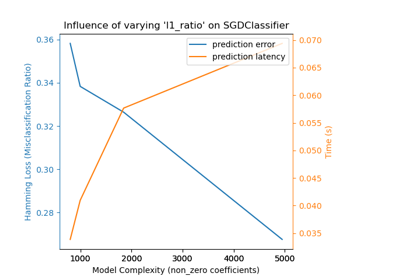 Influence of varying 'l1_ratio' on SGDClassifier
prediction error
prediction latency
Hamming Loss (Misclassification Ratio)
0.36
0.34
0.32
0.30
0.28
0.070
0.065
0.060
0.055
0.050
0.045
0.040
0.035
Time (s)
1000 2000 3000 4000 5000
Model Complexity (non_zero coefficients)